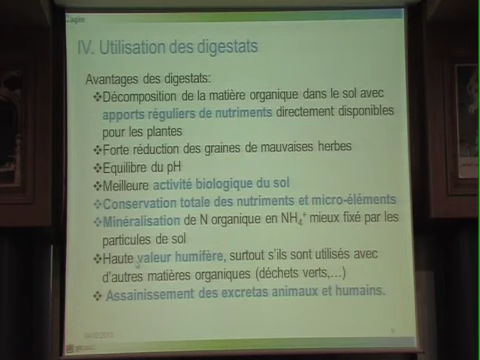 IV. Utilisation des digestats
Avantages des digestats:
❖Décomposition de la matière organique dans le sol avec
apports réguliers de nutriments directement disponibles
pour les plantes
❖Forte réduction des graines de mauvaises herbes
❖Equilibre du pH
❖Meilleure activité biologique du sol
❖Conservation totale des nutriments et micro-éléments
❖Minéralisation de N organique en NH₄⁺ mieux fixé par les
particules de sol
❖Haute valeur humifère, surtout s'ils sont utilisés avec
d'autres matières organiques (déchets verts,...)
❖ Assainissement des excretas animaux et humains.